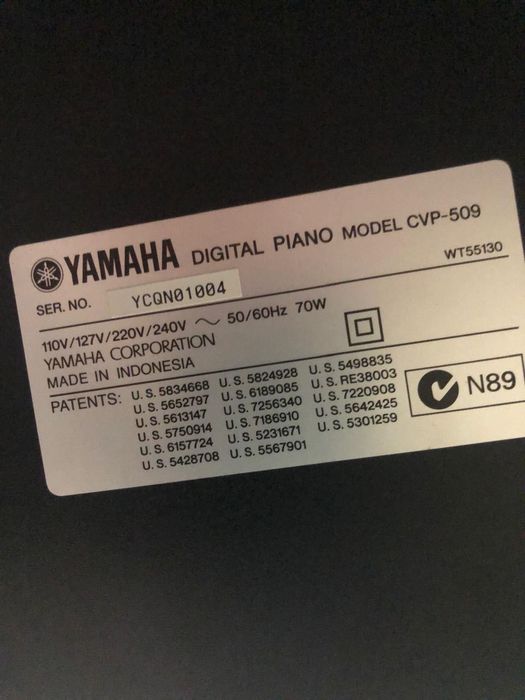 YAMAHA DIGITAL PIANO MODEL CVP-509
WT55130
SER. NO. YCQN01004
110V/127V/220V/240V ～ 50/60Hz 70W
YAMAHA CORPORATION
MADE IN INDONESIA
PATENTS: U. S. 5834668 U. S. 5824928 U. S. 5498835
U. S. 5652797 U. S. 6189085 U. S. RE38003
U. S. 5613147 U. S. 7256340 U. S. 7220908
U. S. 5750914 U. S. 7186910 U. S. 5642425
U. S. 6157724 U. S. 5231671 U. S. 5301259
U. S. 5428708 U. S. 5567901
N89